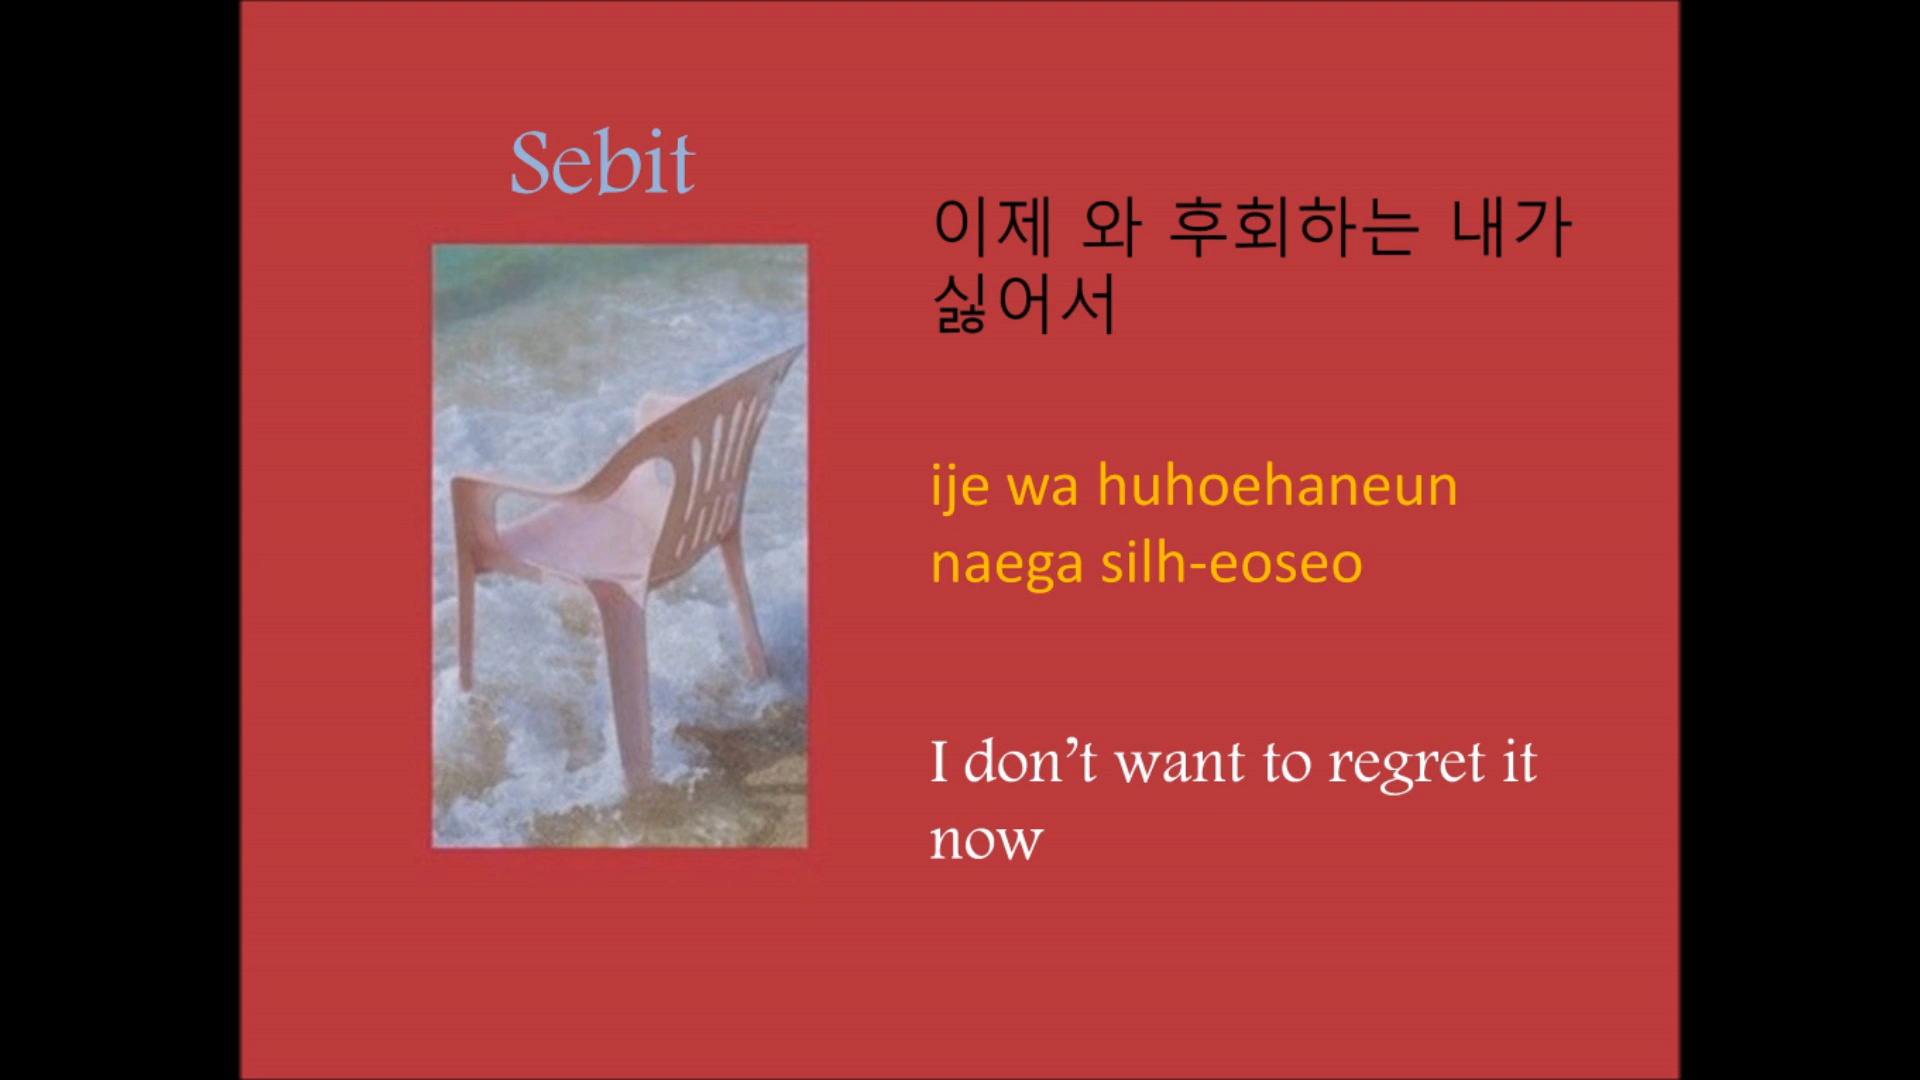 Sebit
이제 와 후회하는 내가
싫어서
ije wa huhoehaneun
naega silh-eoseo
I don’t want to regret it
now